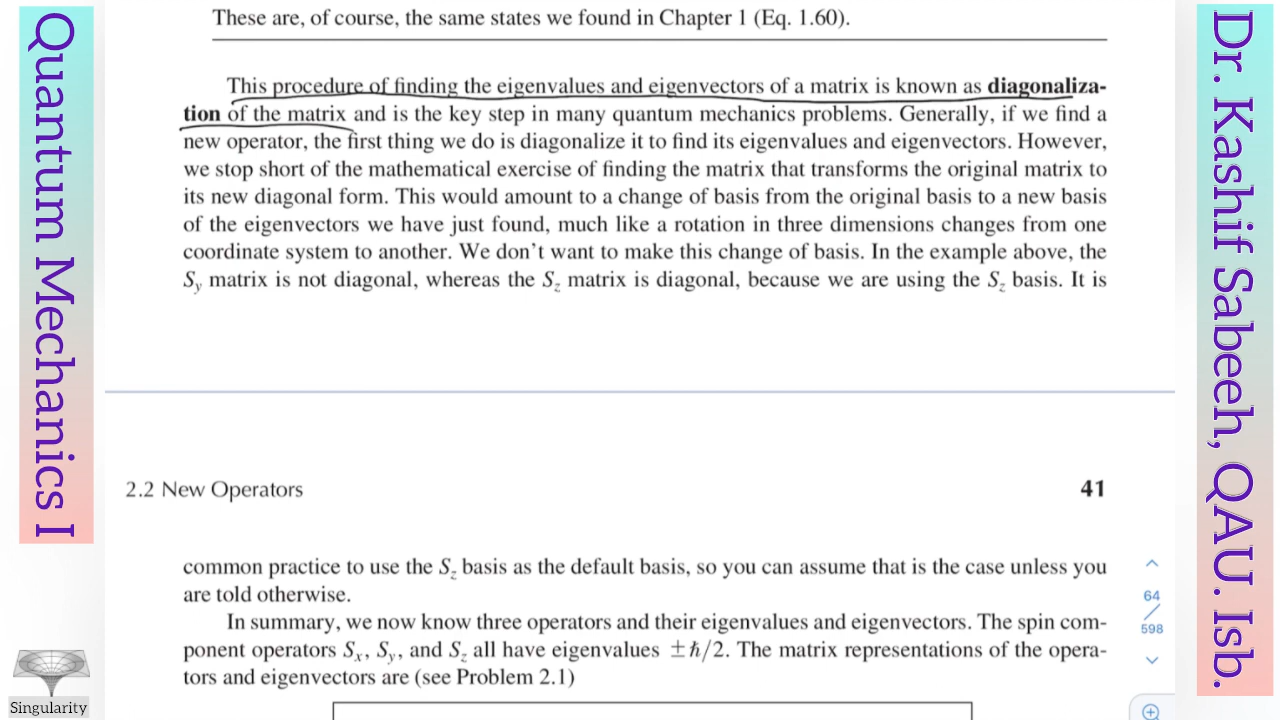 These are, of course, the same states we found in Chapter 1 (Eq. 1.60).
This procedure of finding the eigenvalues and eigenvectors of a matrix is known as diagonaliza-
tion of the matrix and is the key step in many quantum mechanics problems. Generally, if we find a
new operator, the first thing we do is diagonalize it to find its eigenvalues and eigenvectors. However,
we stop short of the mathematical exercise of finding the matrix that transforms the original matrix to
its new diagonal form. This would amount to a change of basis from the original basis to a new basis
of the eigenvectors we have just found, much like a rotation in three dimensions changes from one
coordinate system to another. We don't want to make this change of basis. In the example above, the
S_y matrix is not diagonal, whereas the S_z matrix is diagonal, because we are using the S_z basis. It is
2.2 New Operators
41
common practice to use the S_z basis as the default basis, so you can assume that is the case unless you
are told otherwise.
In summary, we now know three operators and their eigenvalues and eigenvectors. The spin com-
ponent operators S_x, S_y, and S_z all have eigenvalues ±ℏ/2. The matrix representations of the opera-
tors and eigenvectors are (see Problem 2.1)
64
598
Quantum Mechanics I
Dr. Kashif Sabeeh, QAU. Isb.
Singularity